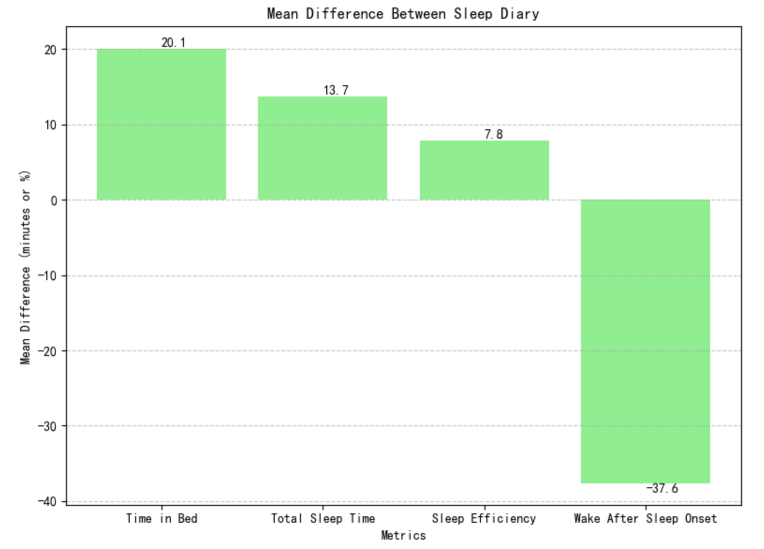 Mean Difference Between Sleep Diary
20.1
13.7
7.8
-37.6
20
10
0
-10
-20
-30
-40
Mean Difference (minutes or %)
Time in Bed
Total Sleep Time
Sleep Efficiency
Wake After Sleep Onset
Metrics